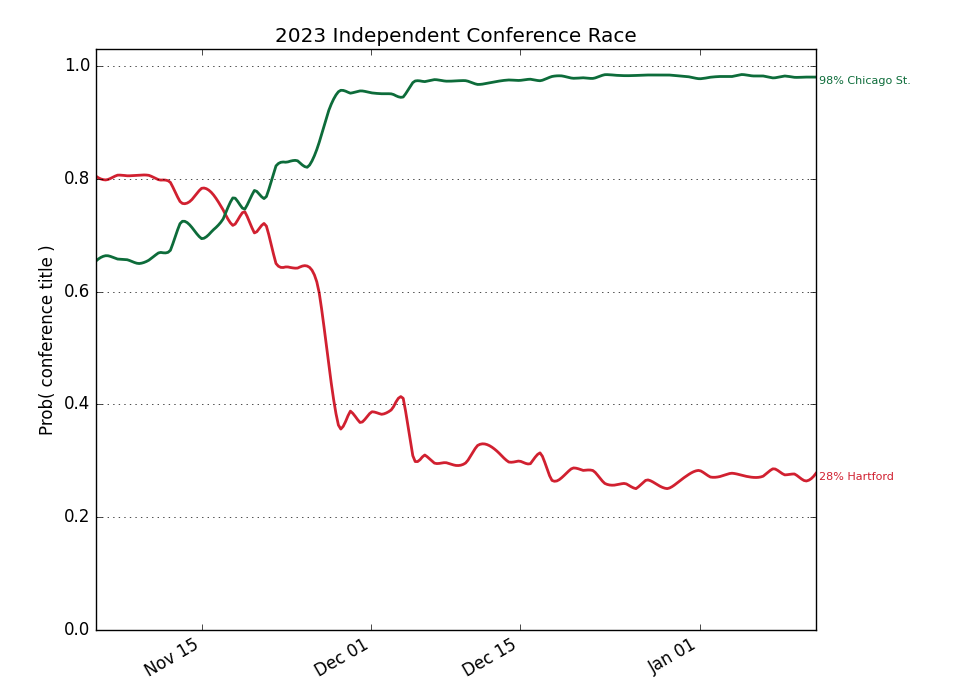 2023 Independent Conference Race
Prob( conference title )
1.0
0.8
0.6
0.4
0.2
0.0
Nov 15
Dec 01
Dec 15
Jan 01
98% Chicago St.
28% Hartford